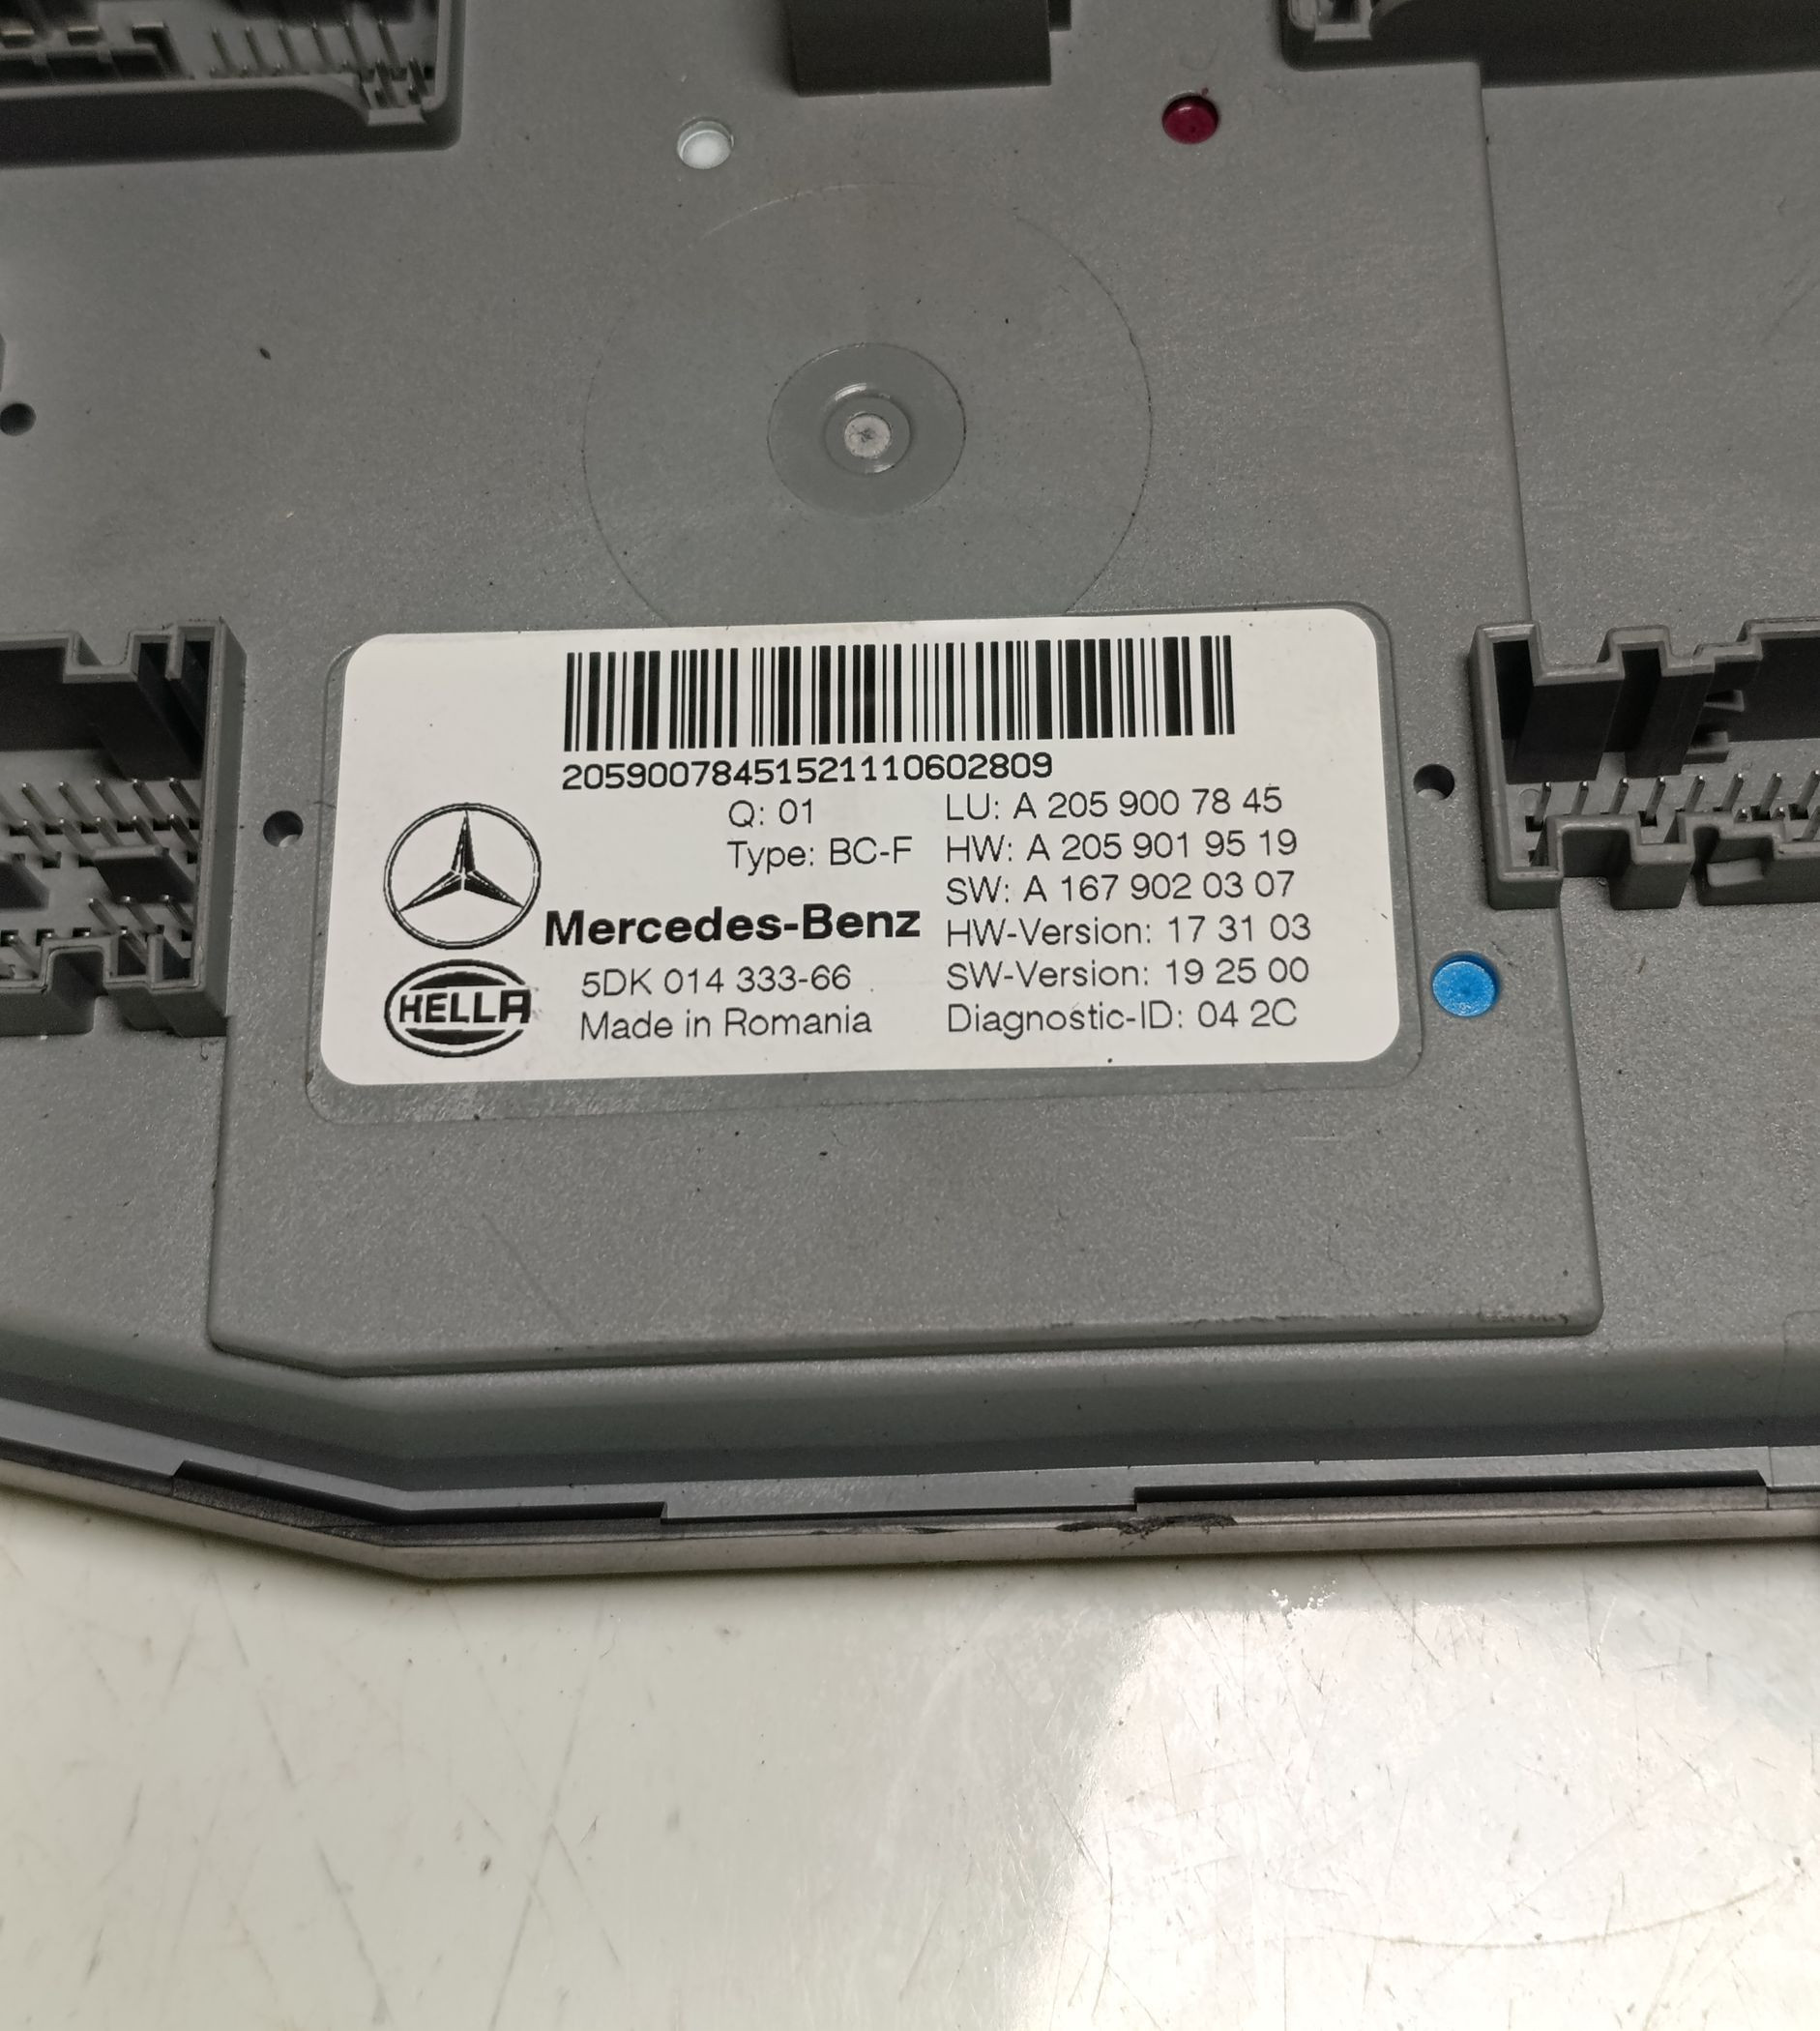 20590078451521110602809
Q: 01
Type: BC-F
LU: A 205 900 78 45
HW: A 205 901 95 19
SW: A 167 902 03 07
Mercedes-Benz
HW-Version: 17 31 03
HELLA
5DK 014 333-66
SW-Version: 19 25 00
Made in Romania
Diagnostic-ID: 04 2C